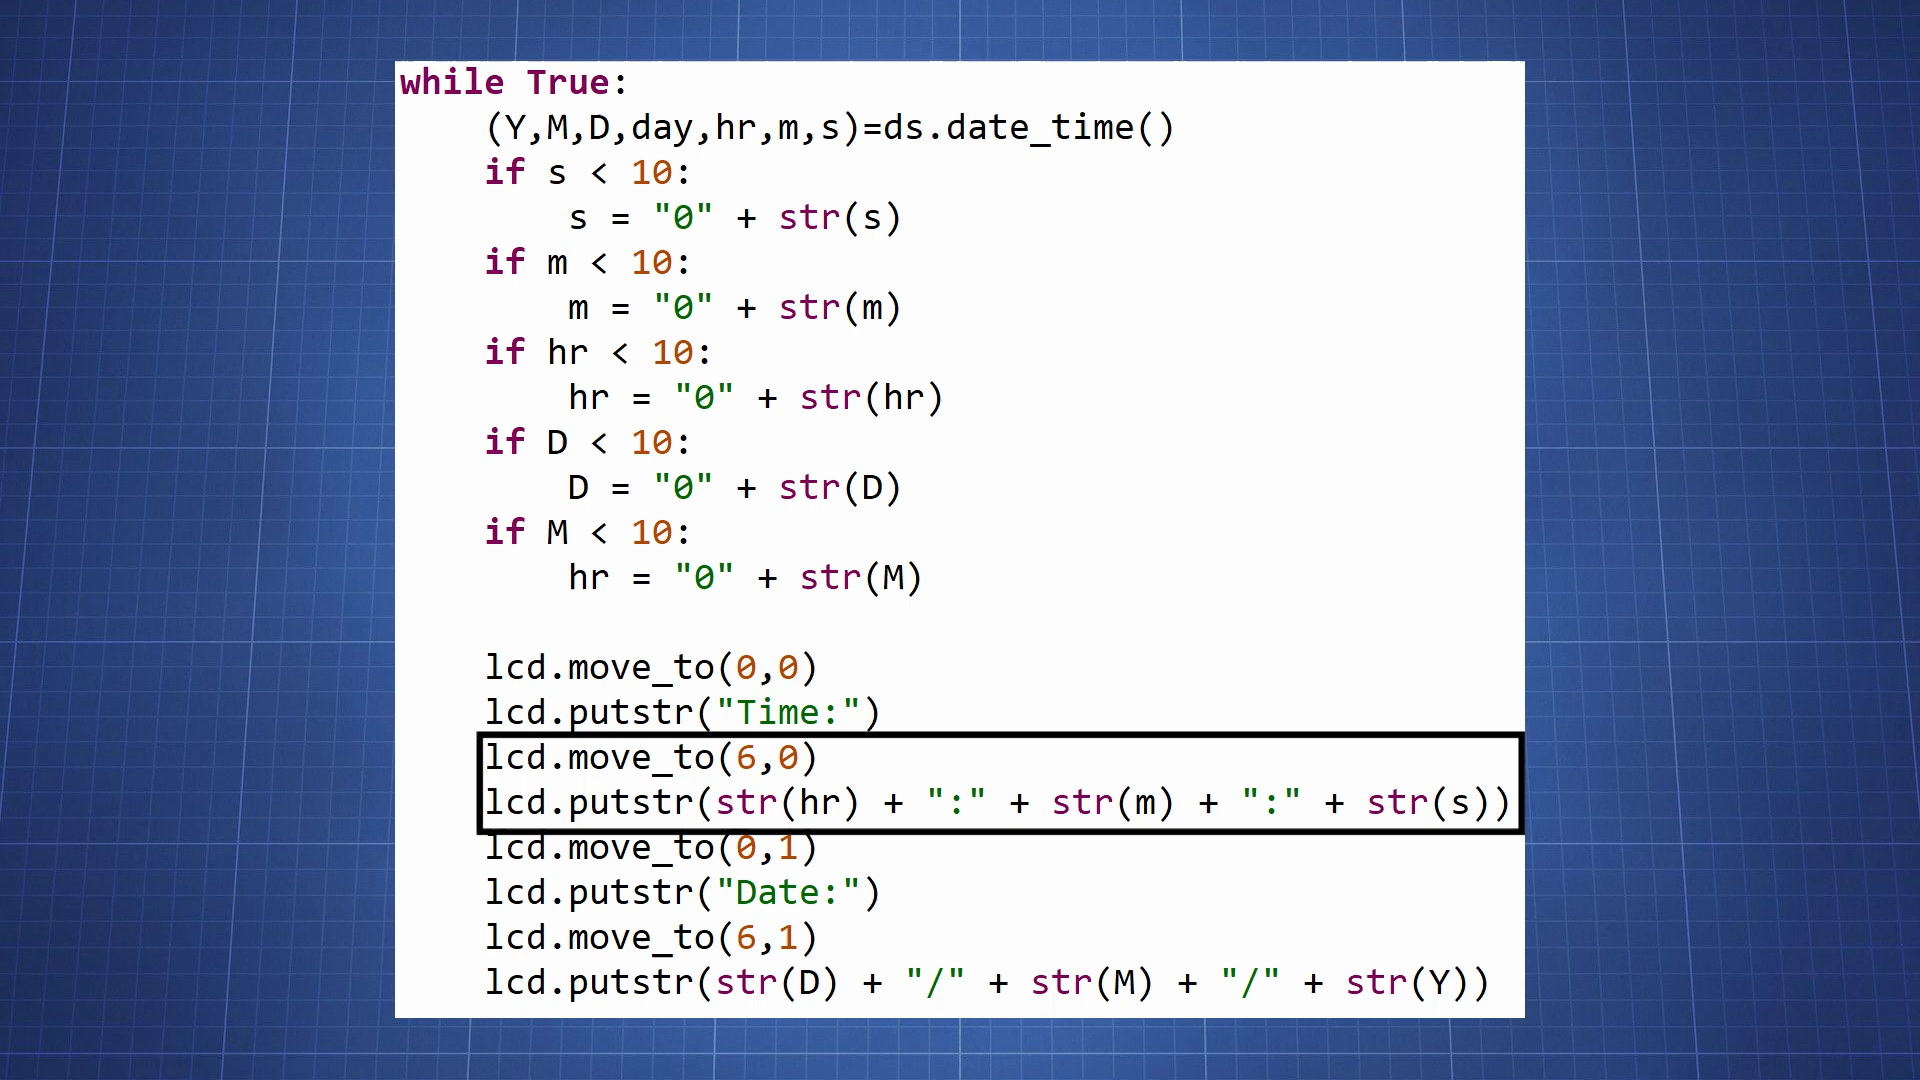 while True:
    (Y,M,D,day,hr,m,s)=ds.date_time()
    if s < 10:
        s = "0" + str(s)
    if m < 10:
        m = "0" + str(m)
    if hr < 10:
        hr = "0" + str(hr)
    if D < 10:
        D = "0" + str(D)
    if M < 10:
        hr = "0" + str(M)

    lcd.move_to(0,0)
    lcd.putstr("Time:")
    lcd.move_to(6,0)
    lcd.putstr(str(hr) + ":" + str(m) + ":" + str(s))
    lcd.move_to(0,1)
    lcd.putstr("Date:")
    lcd.move_to(6,1)
    lcd.putstr(str(D) + "/" + str(M) + "/" + str(Y))